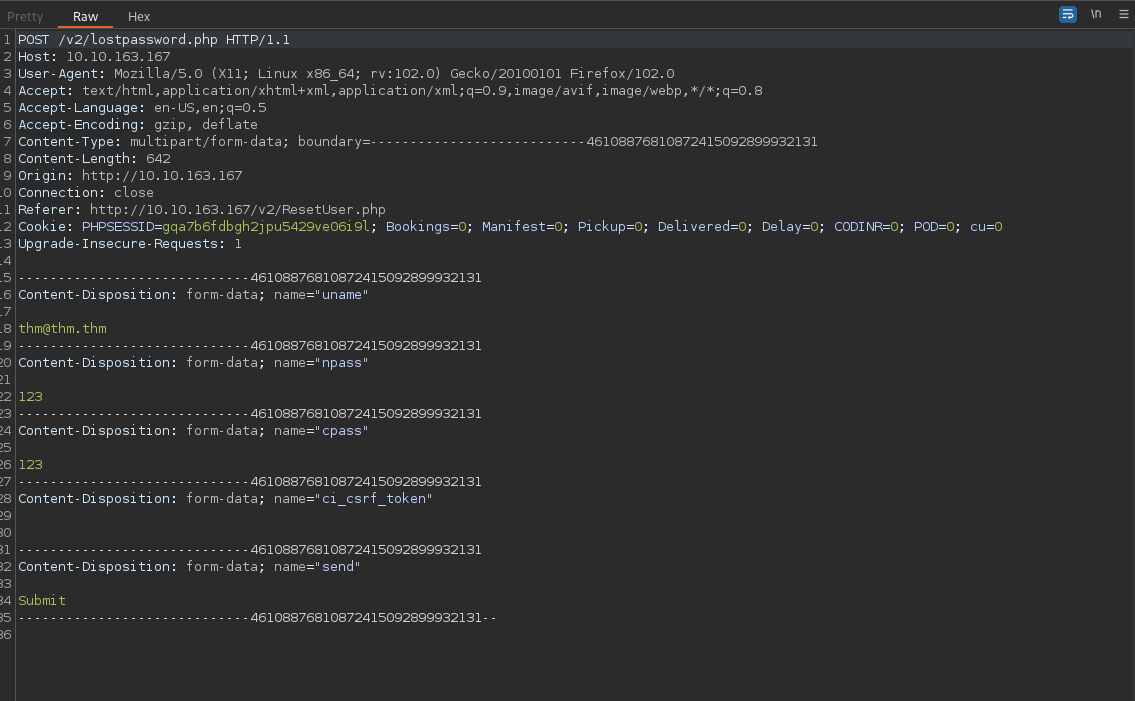 Pretty Raw Hex \n
1 POST /v2/lostpassword.php HTTP/1.1
2 Host: 10.10.163.167
3 User-Agent: Mozilla/5.0 (X11; Linux x86_64; rv:102.0) Gecko/20100101 Firefox/102.0
4 Accept: text/html,application/xhtml+xml,application/xml;q=0.9,image/avif,image/webp,*/*;q=0.8
5 Accept-Language: en-US,en;q=0.5
6 Accept-Encoding: gzip, deflate
7 Content-Type: multipart/form-data; boundary=---------------------------46108876810872415092899932131
8 Content-Length: 642
9 Origin: http://10.10.163.167
10 Connection: close
11 Referer: http://10.10.163.167/v2/ResetUser.php
12 Cookie: PHPSESSID=gqa7b6fdbgh2jpu5429ve06i9l; Bookings=0; Manifest=0; Pickup=0; Delivered=0; Delay=0; CODINR=0; POD=0; cu=0
13 Upgrade-Insecure-Requests: 1
14
15 -----------------------------46108876810872415092899932131
16 Content-Disposition: form-data; name="uname"
17
18 thm@thm.thm
19 -----------------------------46108876810872415092899932131
20 Content-Disposition: form-data; name="npass"
21
22 123
23 -----------------------------46108876810872415092899932131
24 Content-Disposition: form-data; name="cpass"
25
26 123
27 -----------------------------46108876810872415092899932131
28 Content-Disposition: form-data; name="ci_csrf_token"
29
30
31 -----------------------------46108876810872415092899932131
32 Content-Disposition: form-data; name="send"
33
34 Submit
35 -----------------------------46108876810872415092899932131--
36